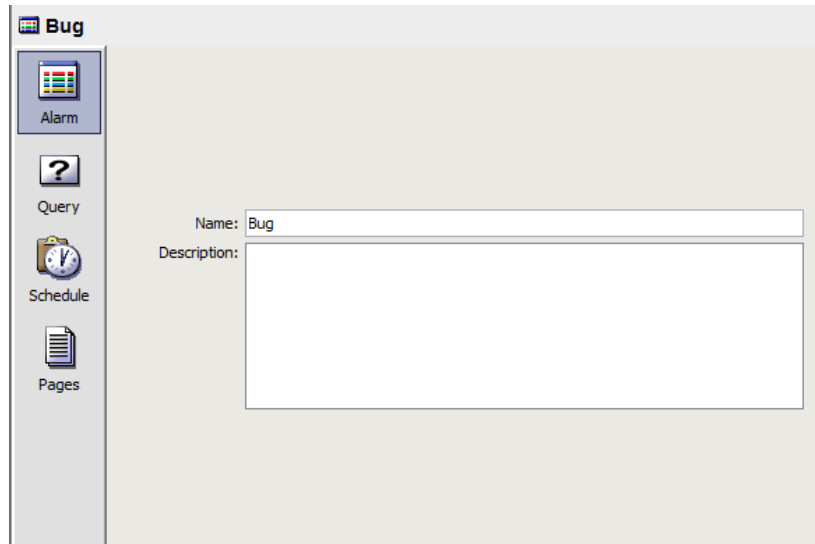 Bug
Alarm
?
Query
Schedule
Pages
Name: Bug
Description: